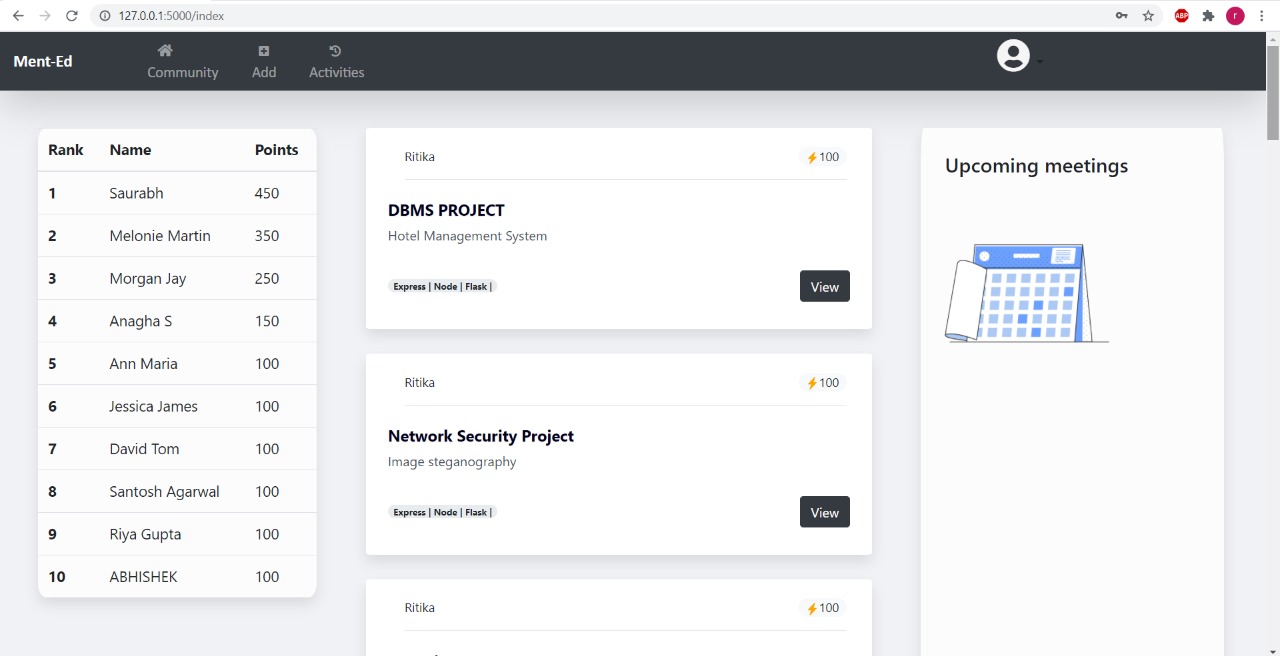 127.0.0.1:5000/index
ABP
r
Ment-Ed
Community
Add
Activities
Rank Name Points
1 Saurabh 450
2 Melonie Martin 350
3 Morgan Jay 250
4 Anagha S 150
5 Ann Maria 100
6 Jessica James 100
7 David Tom 100
8 Santosh Agarwal 100
9 Riya Gupta 100
10 ABHISHEK 100
Ritika 100
DBMS PROJECT
Hotel Management System
Express | Node | Flask |
View
Ritika 100
Network Security Project
Image steganography
Express | Node | Flask |
View
Ritika 100
Upcoming meetings